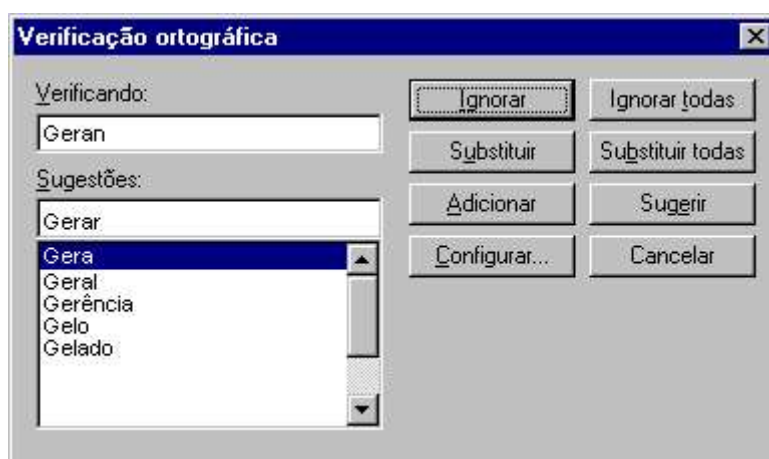 Verificação ortográfica
Verificando:
Geran
Sugestões:
Gerar
Gera
Geral
Gerência
Gelo
Gelado
Ignorar
Ignorar todas
Substituir
Substituir todas
Adicionar
Sugerir
Configurar...
Cancelar